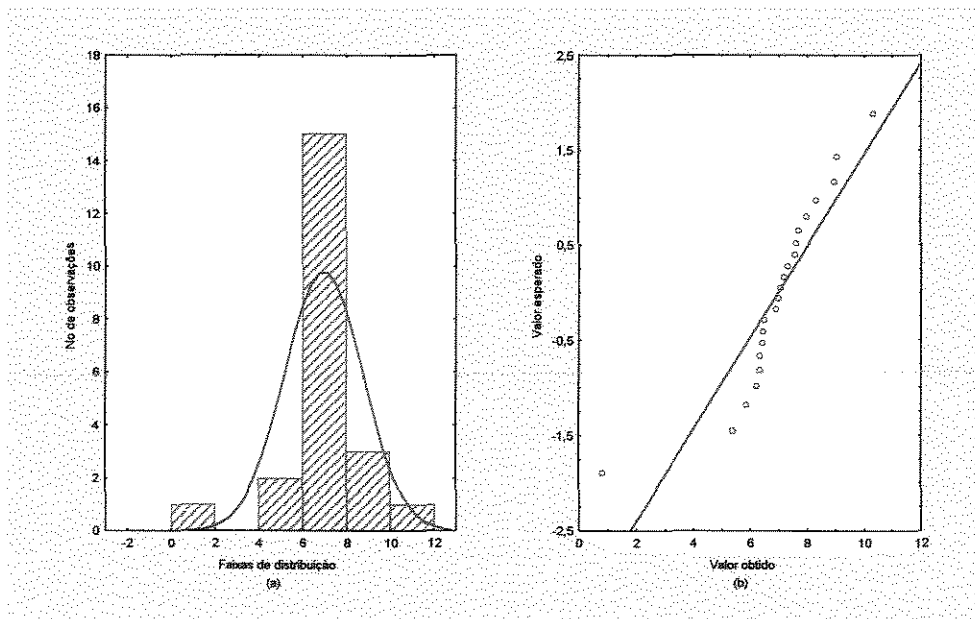 18
16
14
12
10
8
6
4
2
0
No de observações
-2 0 2 4 6 8 10 12
Faixas de distribuição
(a)
2,5
1,5
0,5
-0,5
-1,5
-2,5
Valor esperado
0 2 4 6 8 10 12
Valor obtido
(b)